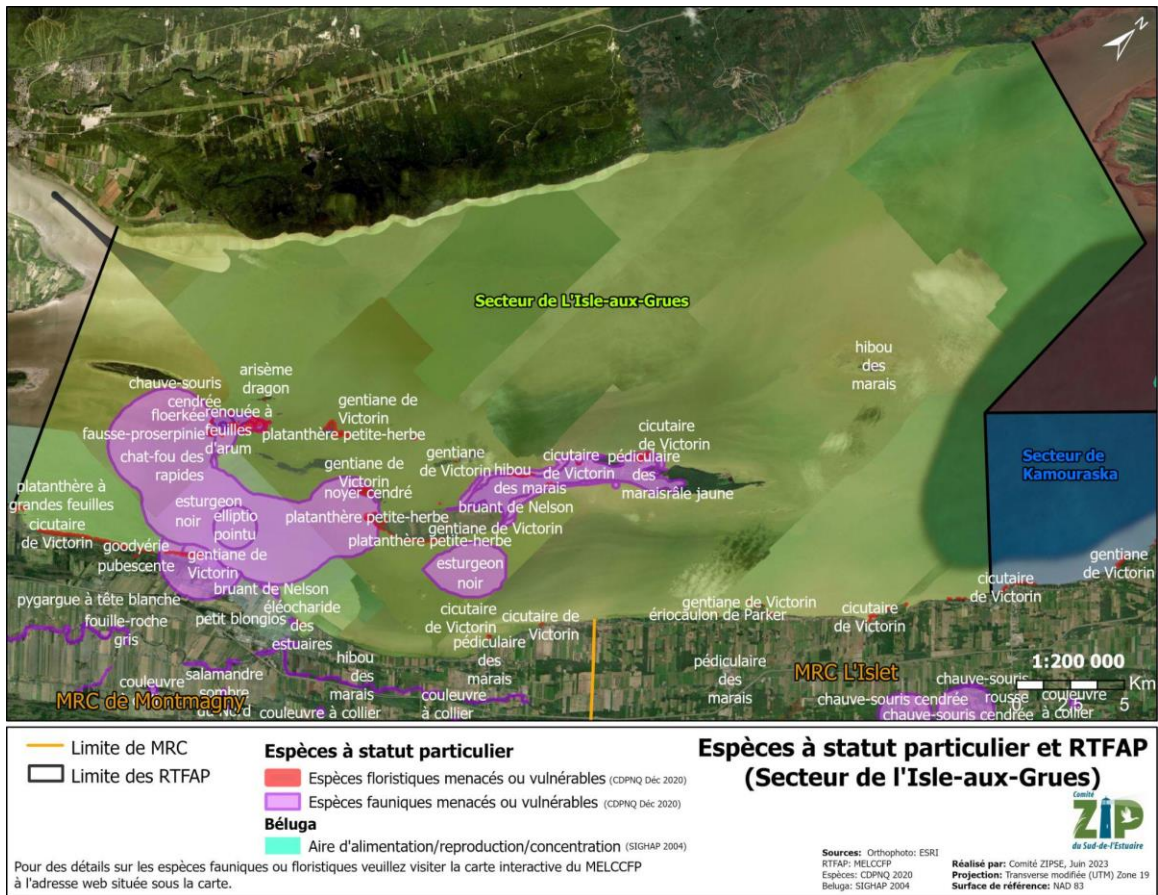 Secteur de L'Isle-aux-Grues
hibou
des
marais
arisème
dragon
chauve-souris
cendrée
floerkée
fausse-proserpinie
renouée à
feuilles
d'arum
gentiane de
Victorin
platanthère petite-herbe
chat-fou des
rapides
cicutaire
de Victorin
gentiane
de Victorin
cicutaire
de Victorin
pédiculaire
des
marais
râle jaune
hibou
des marais
bruant de Nelson
gentiane de
Victorin
noyer cendré
platanthère à
grandes feuilles
esturgeon
noir
elliptio
pointu
platanthère petite-herbe
gentiane de Victorin
platanthère petite-herbe
cicutaire
de Victorin
goodyérie
pubescente
gentiane de
Victorin
esturgeon
noir
Secteur de
Kamouraska
gentiane
de Victorin
cicutaire
de Victorin
bruant de Nelson
pygargue à tête blanche
petit blongios
éléocharide
des
estuaires
fouille-roche
gris
cicutaire
de Victorin
cicutaire de
Victorin
pédiculaire
des
marais
gentiane de Victorin
ériocaulon de Parker
cicutaire
de Victorin
hibou
des
marais
salamandre
sombre
du Nord
couleuvre
couleuvre à collier
couleuvre
à collier
pédiculaire
des
marais
MRC de Montmagny
MRC L'Islet
chauve-souris
rousse
chauve-souris cendrée
chauve-souris cendrée
couleuvre
à collier
1:200 000
Km
0 2,5 5
Limite de MRC
Limite des RTFAP
Espèces à statut particulier
Espèces floristiques menacés ou vulnérables (CDPNQ Déc 2020)
Espèces fauniques menacés ou vulnérables (CDPNQ Déc 2020)
Béluga
Aire d'alimentation/reproduction/concentration (SIGHAP 2004)
Pour des détails sur les espèces fauniques ou floristiques veuillez visiter la carte interactive du MELCCFP
à l'adresse web située sous la carte.
Espèces à statut particulier et RTFAP
(Secteur de l'Isle-aux-Grues)
Comité
ZIP
du Sud-de-l'Estuaire
Sources: Orthophoto: ESRI
RTFAP: MELCCFP
Espèces: CDPNQ 2020
Beluga: SIGHAP 2004
Réalisé par: Comité ZIPSE, Juin 2023
Projection: Transverse modifiée (UTM) Zone 19
Surface de référence: NAD 83